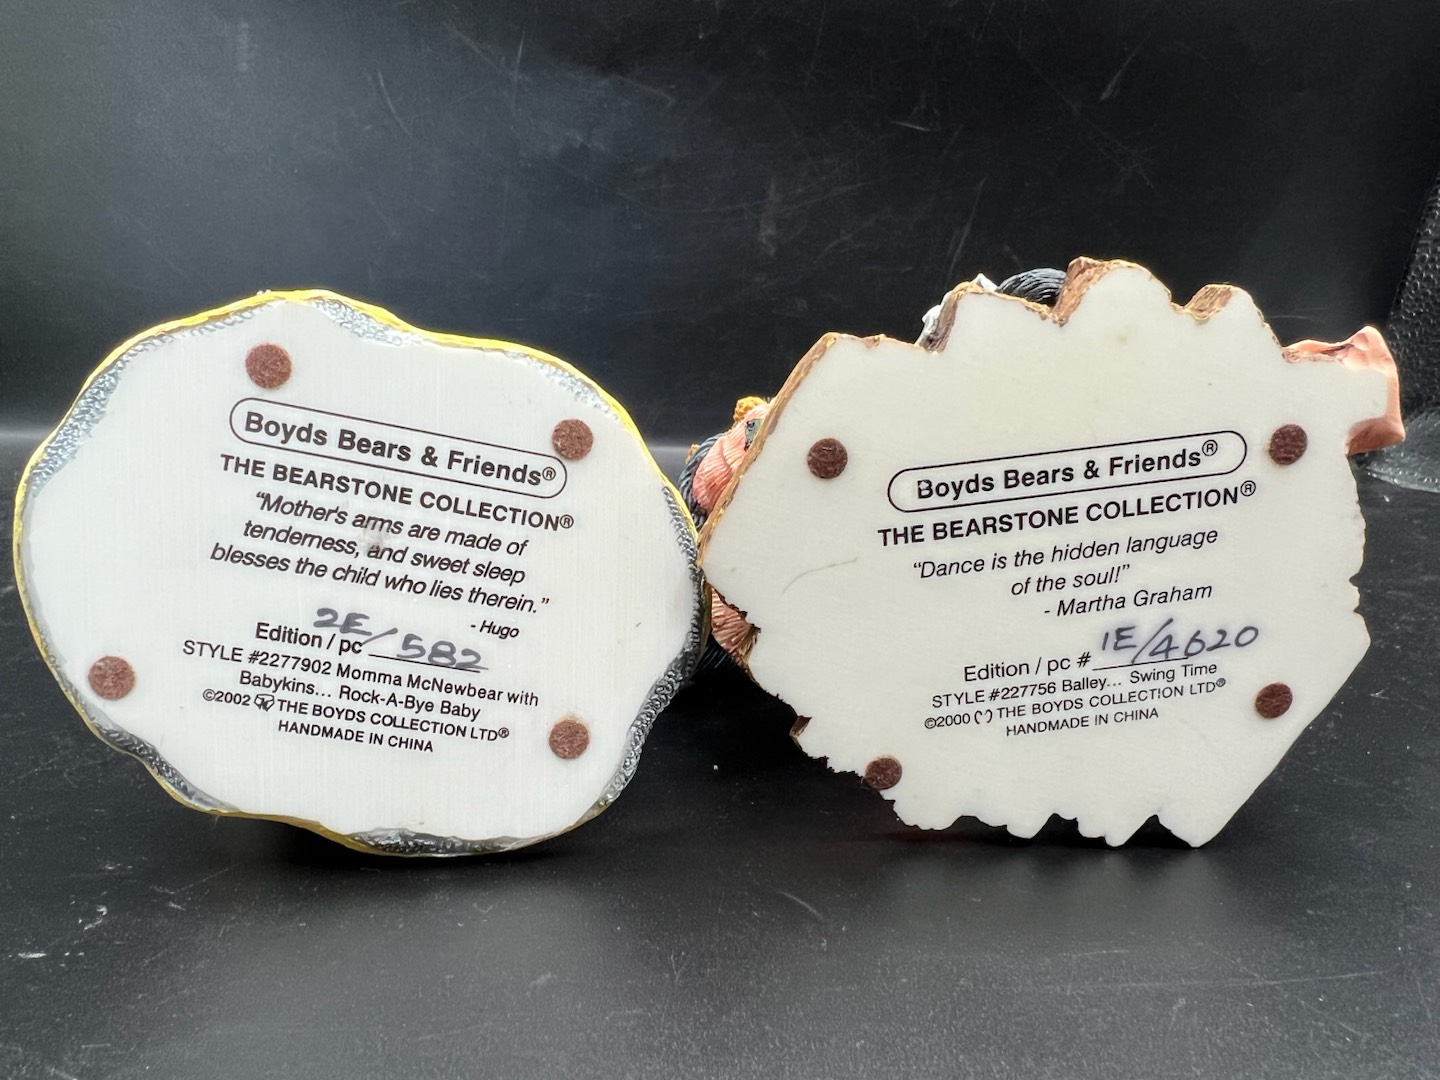 Boyds Bears & Friends®
THE BEARSTONE COLLECTION®
“Mother's arms are made of
tenderness, and sweet sleep
blesses the child who lies therein.”
- Hugo
Edition / pc 2E/582
STYLE #2277902 Momma McNewbear with
Babykins... Rock-A-Bye Baby
©2002 THE BOYDS COLLECTION LTD®
HANDMADE IN CHINA
Boyds Bears & Friends®
THE BEARSTONE COLLECTION®
“Dance is the hidden language
of the soul!”
- Martha Graham
Edition / pc # 1E/4620
STYLE #227756 Balley... Swing Time
©2000 THE BOYDS COLLECTION LTD®
HANDMADE IN CHINA